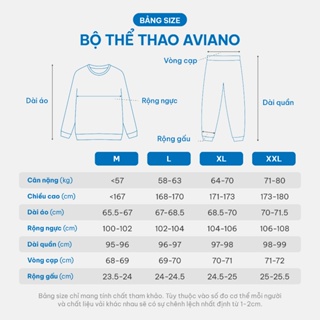 BẢNG SIZE
BỘ THỂ THAO AVIANO
Vòng cạp
Dài áo
Rộng ngực
Dài quần
Rộng gấu
M L XL XXL
Cân nặng (kg) <57 58-63 64-70 71-80
Chiều cao (cm) <167 168-170 171-173 173-180
Dài áo (cm) 65.5-67 67-68.5 68.5-70 70-71.5
Rộng ngực (cm) 100-102 102-104 104-106 106-108
Dài quần (cm) 95-96 96-97 97-98 98-99
Vòng cạp (cm) 68-69 69-70 70-71 71-72
Rộng gấu (cm) 23.5-24 24-24.5 24.5-25 25-25.5
Bảng size chỉ mang tính chất tham khảo. Tùy thuộc vào số đo cơ thể mỗi người
và chất liệu vải khác nhau sẽ có sự chênh lệch nhất định từ 1-2cm.